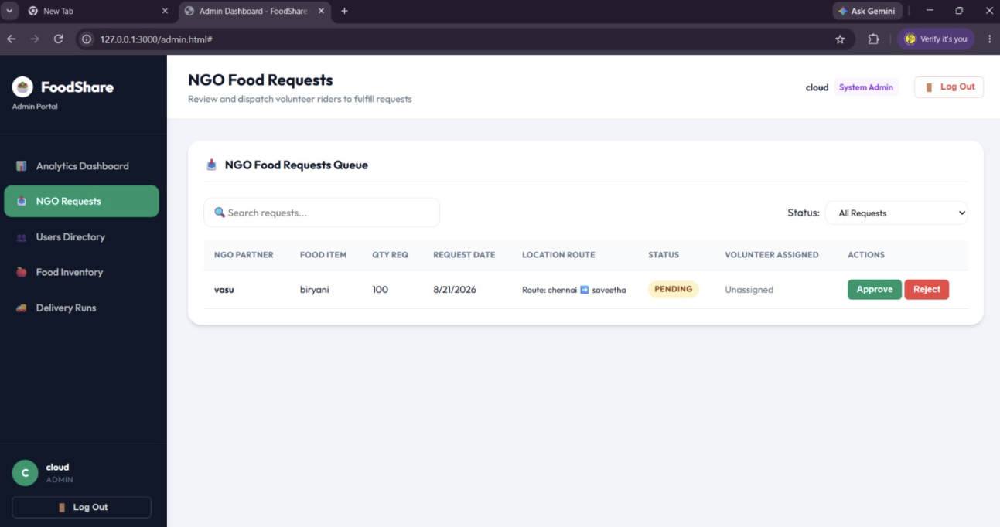 New Tab
Admin Dashboard - FoodShare
Ask Gemini
127.0.0.1:3000/admin.html#
Verify it's you
FoodShare
Admin Portal
Analytics Dashboard
NGO Requests
Users Directory
Food Inventory
Delivery Runs
C cloud
ADMIN
Log Out
NGO Food Requests
Review and dispatch volunteer riders to fulfill requests
cloud System Admin Log Out
NGO Food Requests Queue
Search requests... Status: All Requests
NGO PARTNER FOOD ITEM QTY REQ REQUEST DATE LOCATION ROUTE STATUS VOLUNTEER ASSIGNED ACTIONS
vasu biryani 100 8/21/2026 Route: chennai ➡️ saveetha PENDING Unassigned Approve Reject